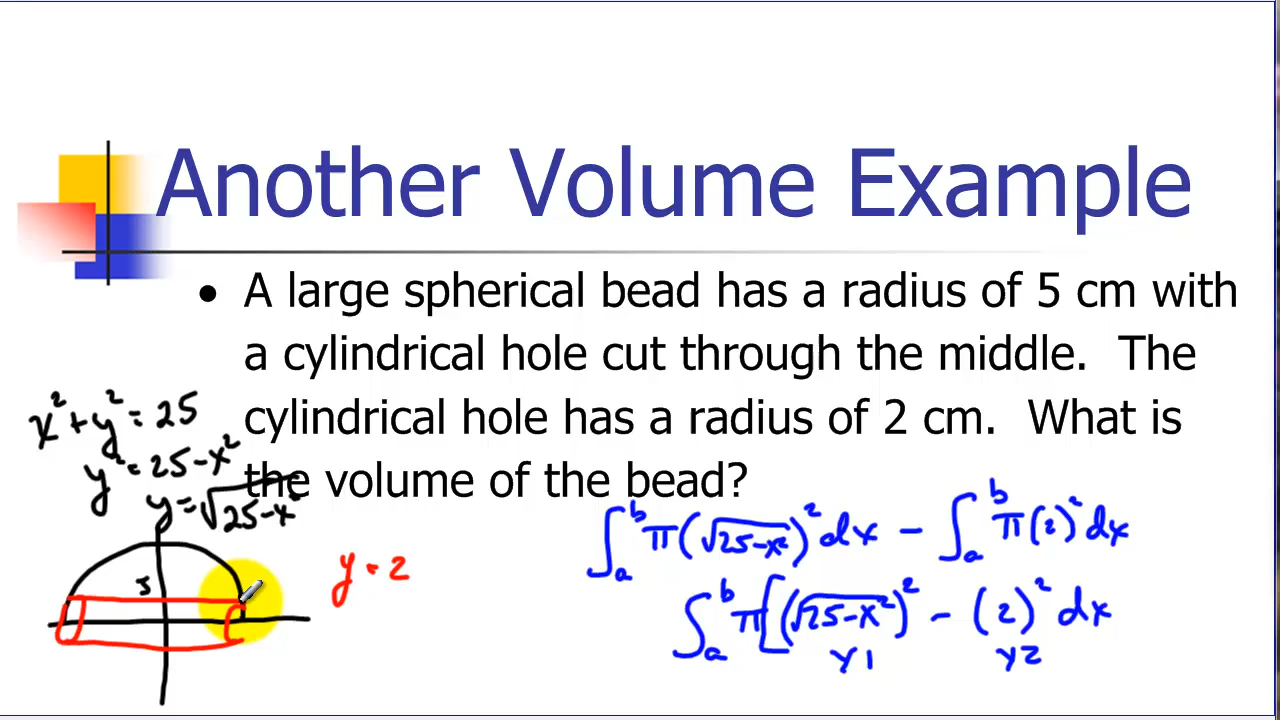 Another Volume Example
• A large spherical bead has a radius of 5 cm with
a cylindrical hole cut through the middle. The
cylindrical hole has a radius of 2 cm. What is
the volume of the bead?
x² + y² = 25
y² = 25 - x²
y = √(25 - x²)
5
y = 2
∫ₐᵇ π(√(25-x²))² dx - ∫ₐᵇ π(2)² dx
∫ₐᵇ π[(√(25-x²))² - (2)² dx
y1 y2